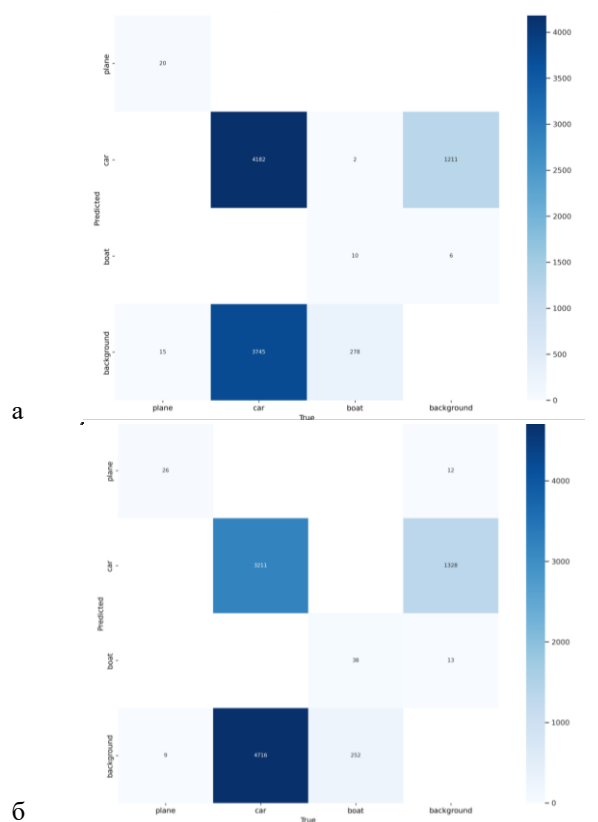 plane
20
4000
3500
car
4182
2
1211
3000
Predicted
2500
2000
boat
10
6
1500
1000
background
15
3745
278
500
0
plane
car
boat
background
True
а
plane
26
12
4000
car
3211
1328
3000
Predicted
boat
38
13
2000
background
9
4716
252
1000
0
plane
car
boat
background
True
б